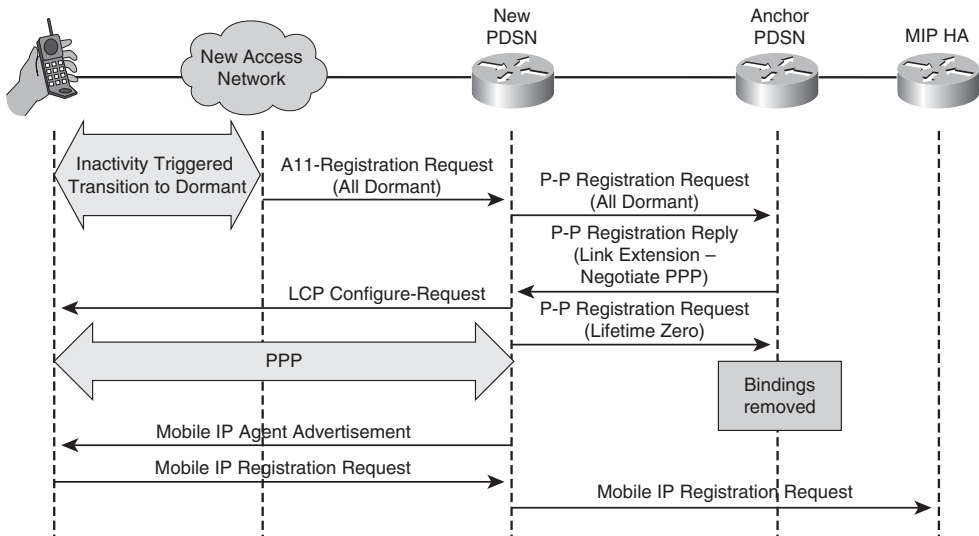 New
PDSN
Anchor
PDSN
MIP HA
New Access
Network
Inactivity Triggered
Transition to Dormant
A11-Registration Request
(All Dormant)
P-P Registration Request
(All Dormant)
P-P Registration Reply
(Link Extension –
Negotiate PPP)
LCP Configure-Request
P-P Registration Request
(Lifetime Zero)
PPP
Bindings
removed
Mobile IP Agent Advertisement
Mobile IP Registration Request
Mobile IP Registration Request